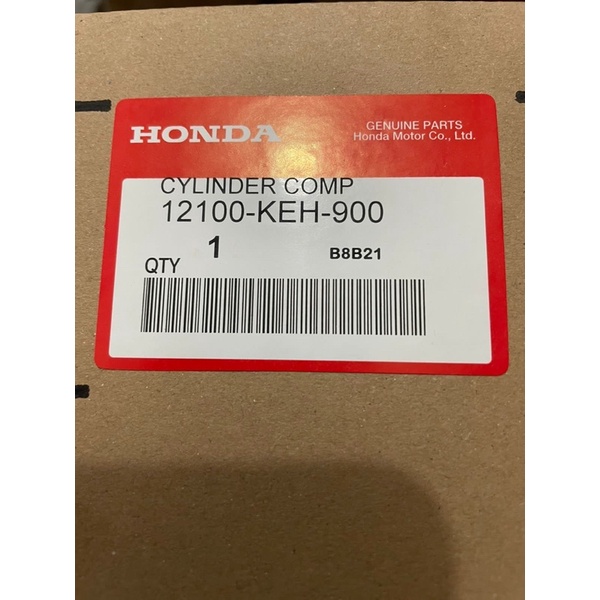 HONDA
GENUINE PARTS
Honda Motor Co., Ltd.
CYLINDER COMP
12100-KEH-900
1
B8B21
QTY